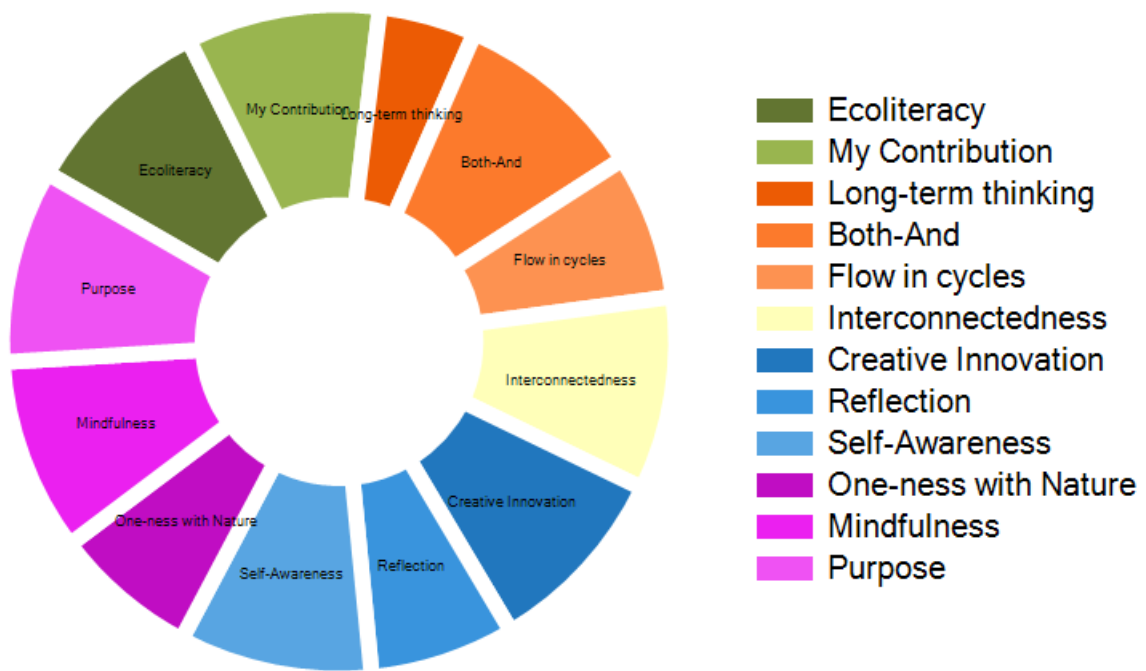 My Contribution
Long-term thinking
Both-And
Ecoliteracy
Flow in cycles
Purpose
Interconnectedness
Mindfulness
Creative Innovation
One-ness with Nature
Reflection
Self-Awareness
Ecoliteracy
My Contribution
Long-term thinking
Both-And
Flow in cycles
Interconnectedness
Creative Innovation
Reflection
Self-Awareness
One-ness with Nature
Mindfulness
Purpose